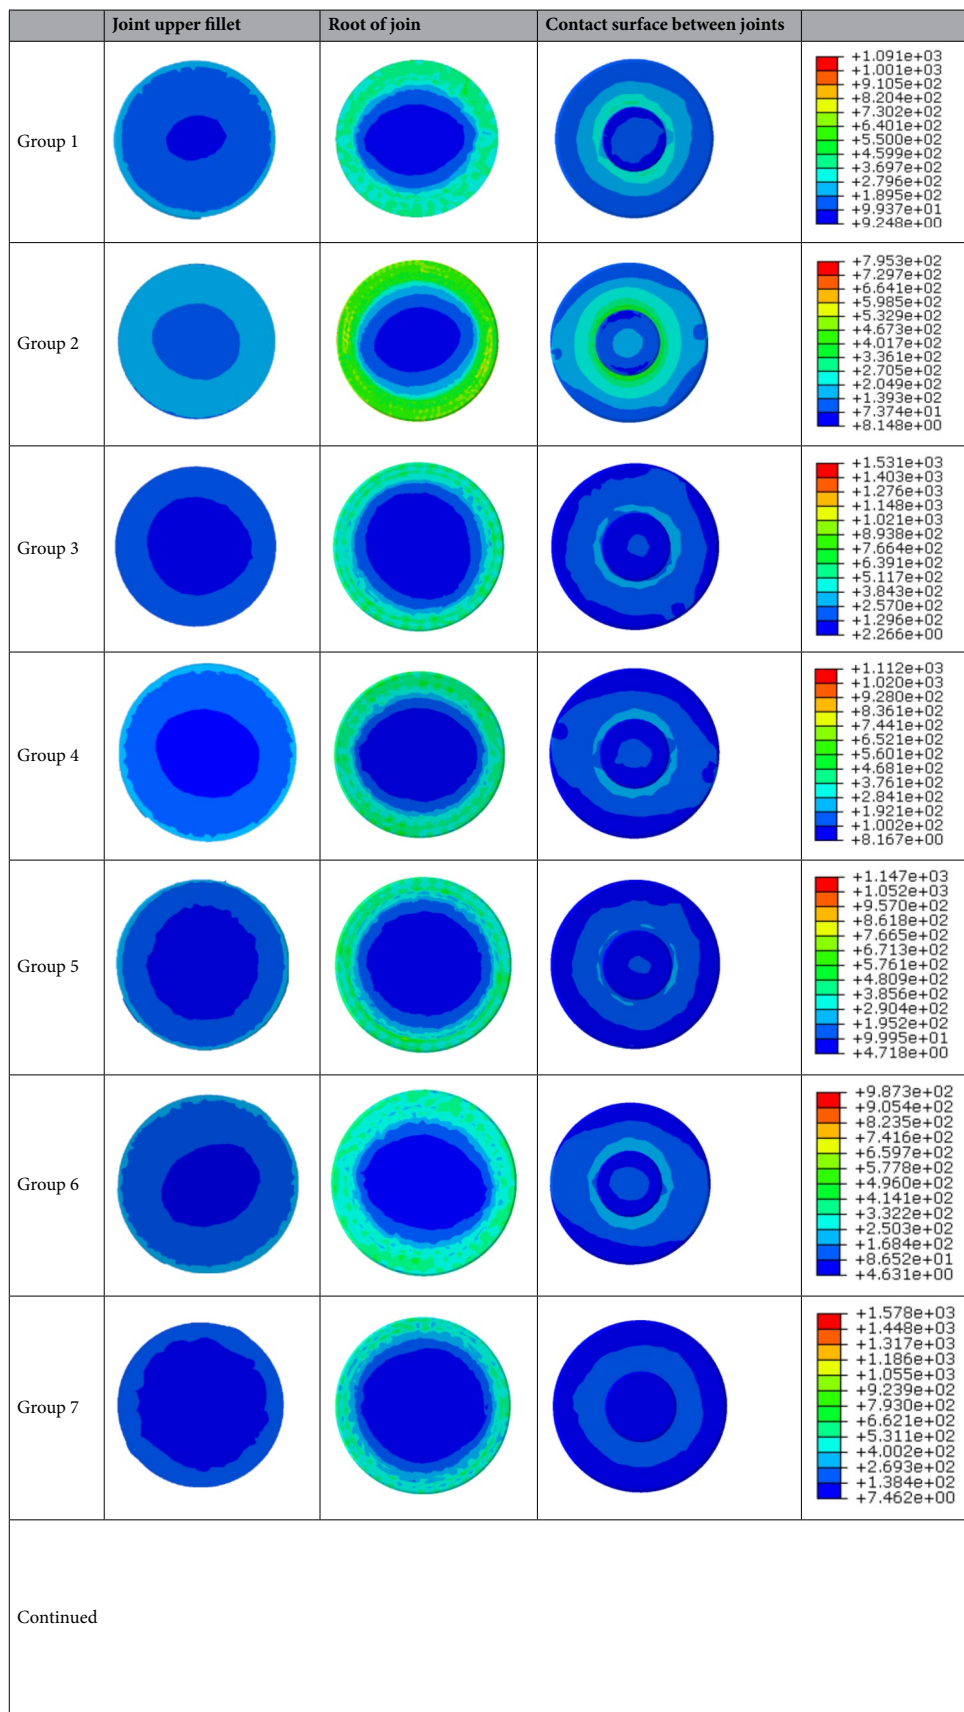 Joint upper fillet Root of join Contact surface between joints
Group 1
+1.091e+03
+1.001e+03
+9.105e+02
+8.204e+02
+7.302e+02
+6.401e+02
+5.500e+02
+4.599e+02
+3.697e+02
+2.796e+02
+1.895e+02
+9.937e+01
+9.248e+00
Group 2
+7.953e+02
+7.297e+02
+6.641e+02
+5.985e+02
+5.329e+02
+4.673e+02
+4.017e+02
+3.361e+02
+2.705e+02
+2.049e+02
+1.393e+02
+7.374e+01
+8.148e+00
Group 3
+1.531e+03
+1.403e+03
+1.276e+03
+1.148e+03
+1.021e+03
+8.938e+02
+7.664e+02
+6.391e+02
+5.117e+02
+3.843e+02
+2.570e+02
+1.296e+02
+2.266e+00
Group 4
+1.112e+03
+1.020e+03
+9.280e+02
+8.361e+02
+7.441e+02
+6.521e+02
+5.601e+02
+4.681e+02
+3.761e+02
+2.841e+02
+1.921e+02
+1.002e+02
+8.167e+00
Group 5
+1.147e+03
+1.052e+03
+9.570e+02
+8.618e+02
+7.665e+02
+6.713e+02
+5.761e+02
+4.809e+02
+3.856e+02
+2.904e+02
+1.952e+02
+9.995e+01
+4.718e+00
Group 6
+9.873e+02
+9.054e+02
+8.235e+02
+7.416e+02
+6.597e+02
+5.778e+02
+4.960e+02
+4.141e+02
+3.322e+02
+2.503e+02
+1.684e+02
+8.652e+01
+4.631e+00
Group 7
+1.578e+03
+1.448e+03
+1.317e+03
+1.186e+03
+1.055e+03
+9.239e+02
+7.930e+02
+6.621e+02
+5.311e+02
+4.002e+02
+2.693e+02
+1.384e+02
+7.462e+00
Continued